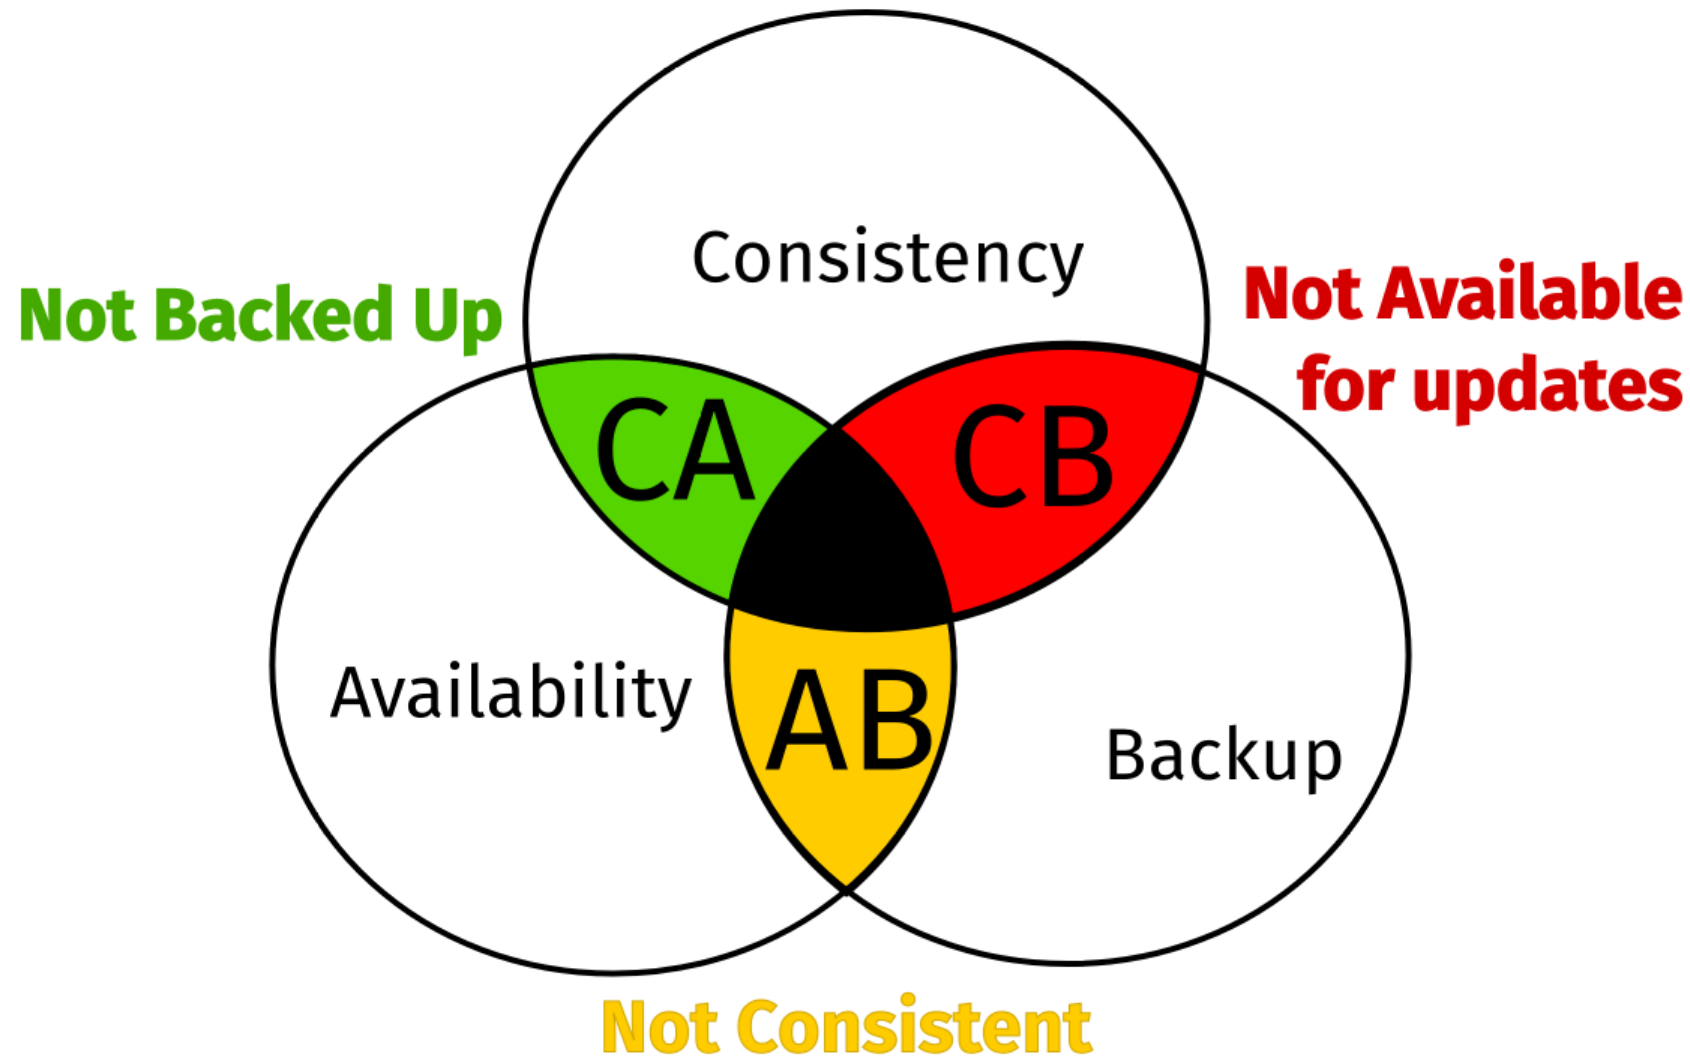 Consistency
Not Backed Up
Not Available
for updates
CA
CB
Availability
AB
Backup
Not Consistent